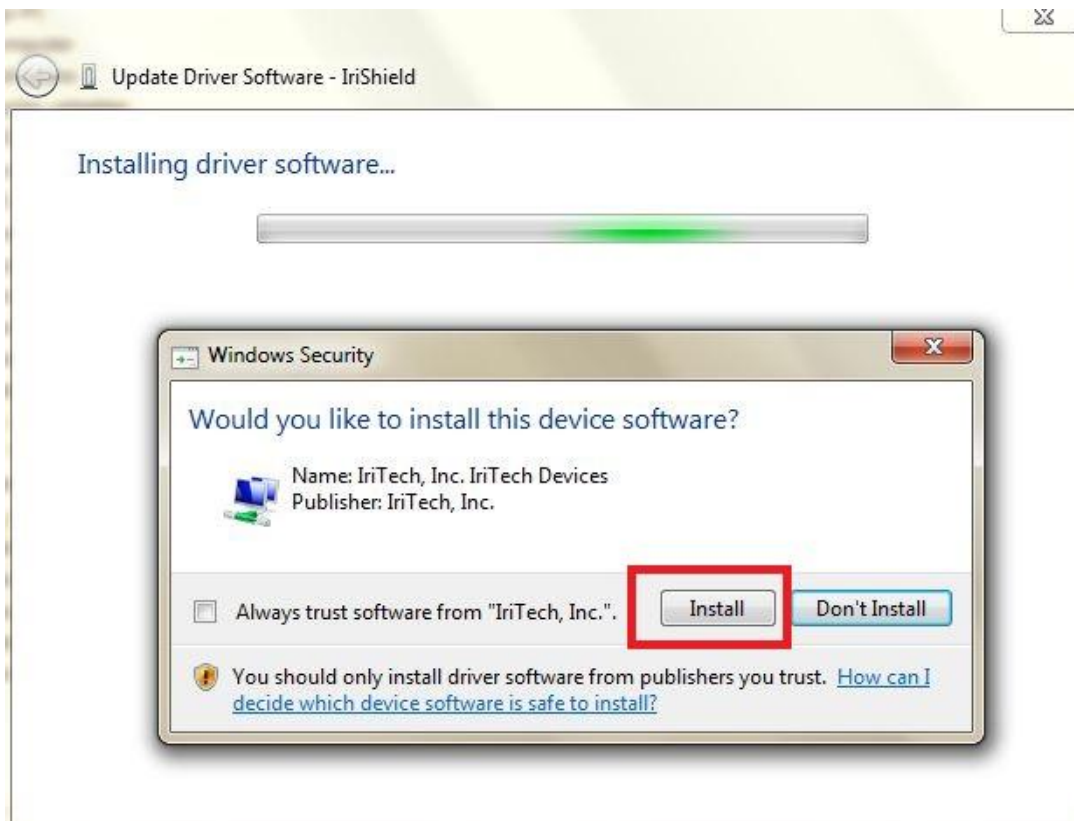 Update Driver Software - IriShield
Installing driver software...
Windows Security
Would you like to install this device software?
Name: IriTech, Inc. IriTech Devices
Publisher: IriTech, Inc.
Always trust software from "IriTech, Inc.".
Install
Don't Install
You should only install driver software from publishers you trust. How can I
decide which device software is safe to install?